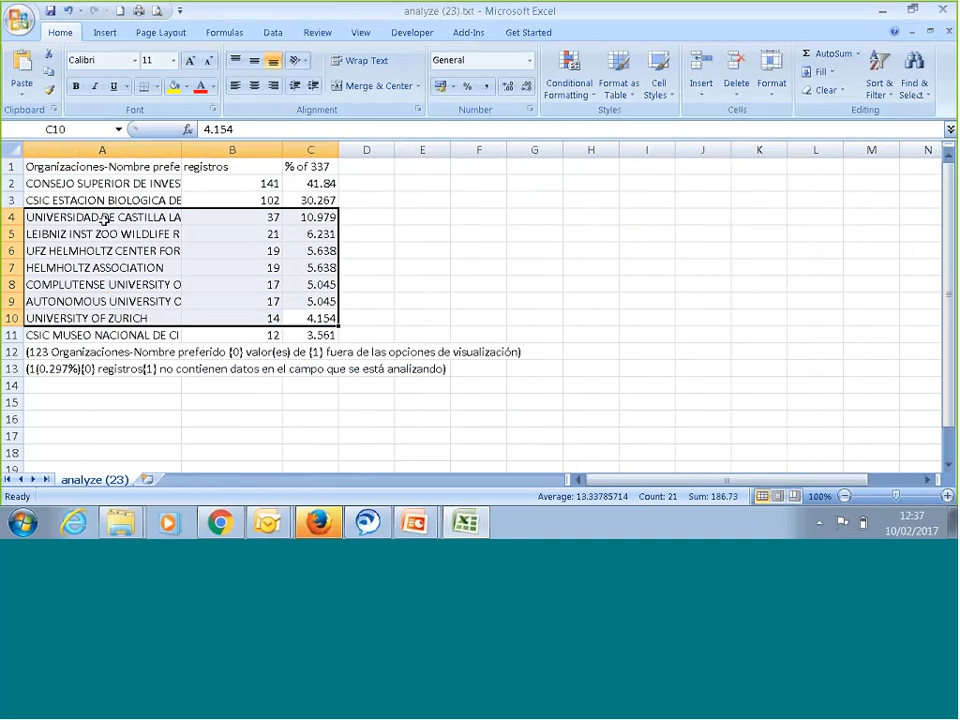 analyze (23).txt - Microsoft Excel
Home Insert Page Layout Formulas Data Review View Developer Add-Ins Get Started
Paste Calibri 11 A A Wrap Text General Conditional Formatting Format as Table Cell Styles Insert Delete Format Σ AutoSum Fill Clear Sort & Filter Find & Select
B I U A Merge & Center % ,
Clipboard Font Alignment Number Styles Cells Editing
C10 fx 4.154
A B C D E F G H I J K L M N
1 Organizaciones-Nombre prefe registros % of 337
2 CONSEJO SUPERIOR DE INVES 141 41.84
3 CSIC ESTACION BIOLOGICA DE 102 30.267
4 UNIVERSIDAD DE CASTILLA LA 37 10.979
5 LEIBNIZ INST ZOO WILDLIFE R 21 6.231
6 UFZ HELMHOLTZ CENTER FOR 19 5.638
7 HELMHOLTZ ASSOCIATION 19 5.638
8 COMPLUTENSE UNIVERSITY O 17 5.045
9 AUTONOMOUS UNIVERSITY O 17 5.045
10 UNIVERSITY OF ZURICH 14 4.154
11 CSIC MUSEO NACIONAL DE CI 12 3.561
12 (123 Organizaciones-Nombre preferido {0} valor(es) de {1} fuera de las opciones de visualización)
13 (1(0.297%){0} registros{1} no contienen datos en el campo que se está analizando)
14
15
16
17
18
19
analyze (23)
Ready Average: 13.33785714 Count: 21 Sum: 186.73 100%
12:37
10/02/2017